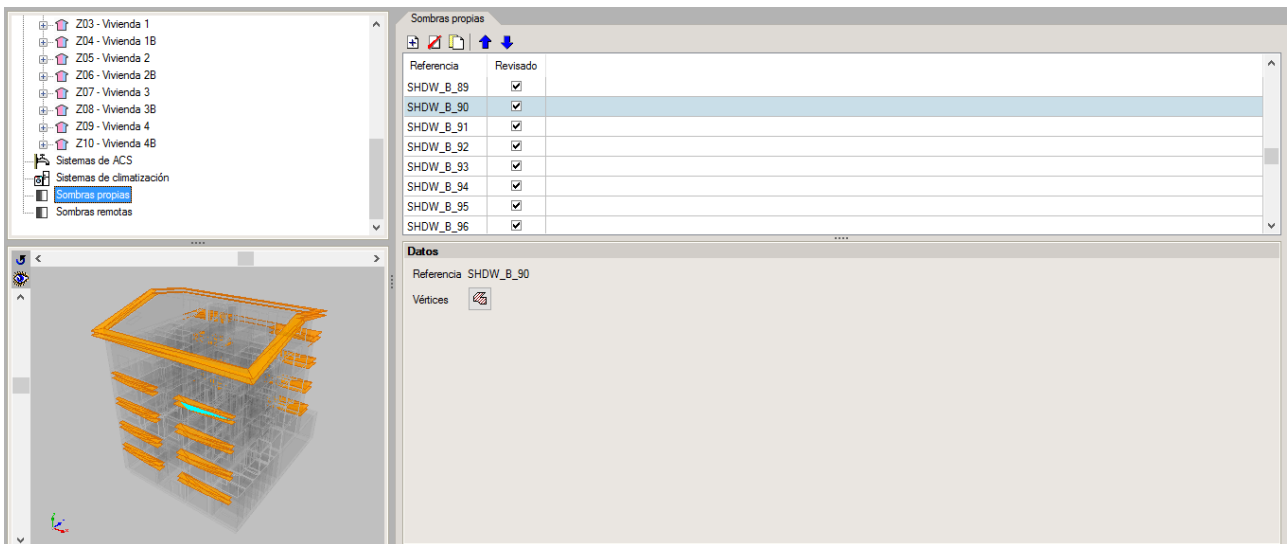 Z03 - Vivienda 1
Z04 - Vivienda 1B
Z05 - Vivienda 2
Z06 - Vivienda 2B
Z07 - Vivienda 3
Z08 - Vivienda 3B
Z09 - Vivienda 4
Z10 - Vivienda 4B
Sistemas de ACS
Sistemas de climatización
Sombras propias
Sombras remotas
Sombras propias
Referencia Revisado
SHDW_B_89
SHDW_B_90
SHDW_B_91
SHDW_B_92
SHDW_B_93
SHDW_B_94
SHDW_B_95
SHDW_B_96
Datos
Referencia SHDW_B_90
Vértices